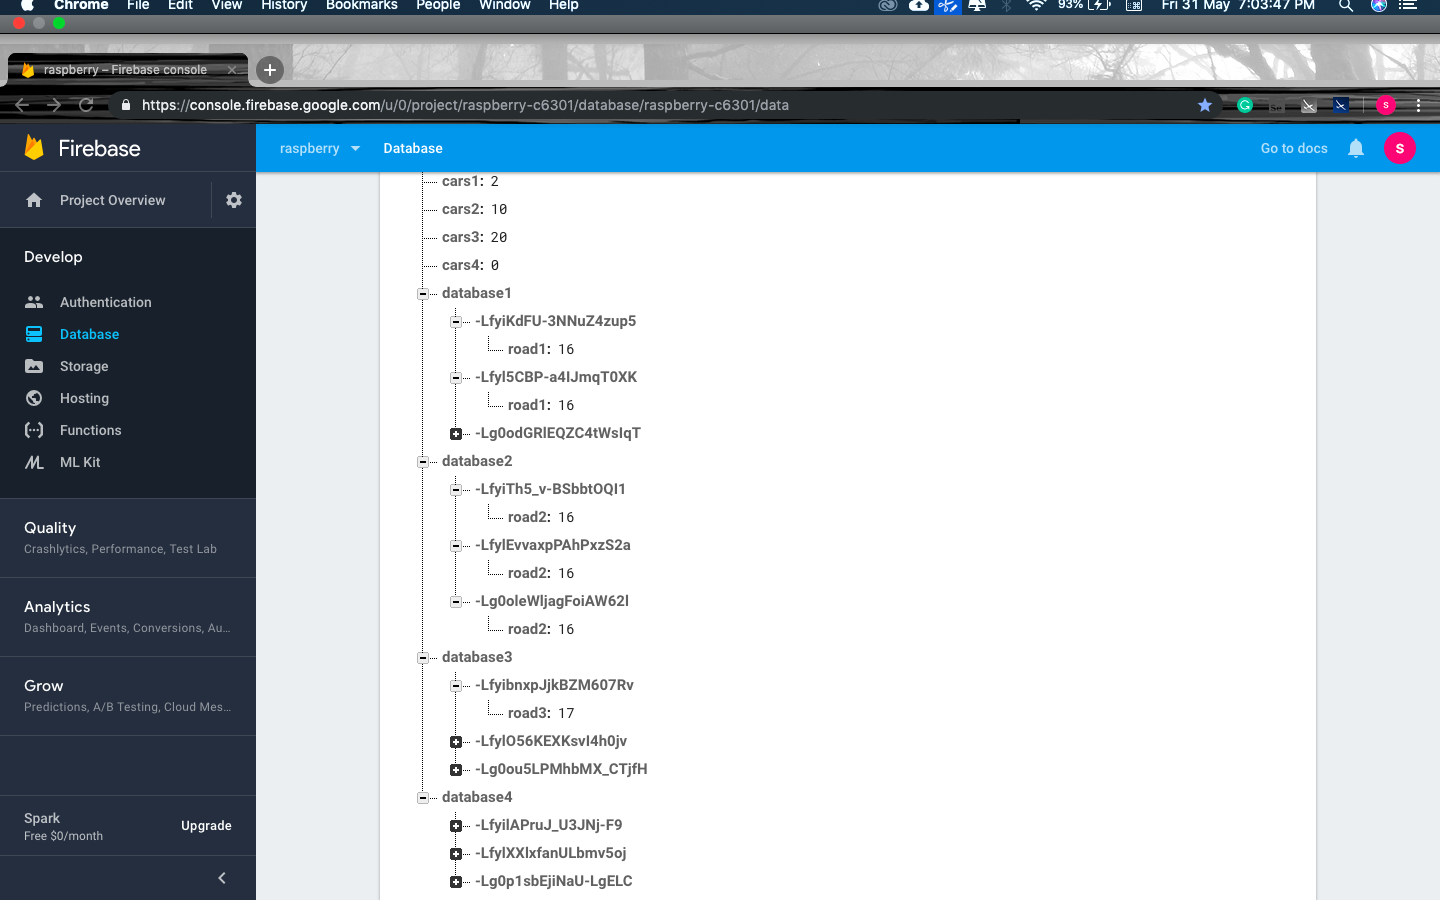 Chrome File Edit View History Bookmarks People Window Help 93% Fri 31 May 7:03:47 PM
raspberry – Firebase console
https://console.firebase.google.com/u/0/project/raspberry-c6301/database/raspberry-c6301/data
Firebase
raspberry Database Go to docs S
Project Overview
Develop
Authentication
Database
Storage
Hosting
Functions
ML Kit
Quality
Crashlytics, Performance, Test Lab
Analytics
Dashboard, Events, Conversions, Au...
Grow
Predictions, A/B Testing, Cloud Mes...
Spark
Free $0/month
Upgrade
cars1: 2
cars2: 10
cars3: 20
cars4: 0
database1
-LfyiKdFU-3NNuZ4zup5
road1: 16
-Lfyl5CBP-a4IJmqT0XK
road1: 16
-Lg0odGRlEQZC4tWsIqT
database2
-LfyiTh5_v-BSbbtOQI1
road2: 16
-LfylEvvaxpPAhPxzS2a
road2: 16
-Lg0oleWljagFoiAW62l
road2: 16
database3
-LfyibnxpJjkBZM607Rv
road3: 17
-LfylO56KEXKsvI4h0jv
-Lg0ou5LPMhbMX_CTjfH
database4
-LfyilAPruJ_U3JNj-F9
-LfylXXlxfanULbmv5oj
-Lg0p1sbEjiNaU-LgELC